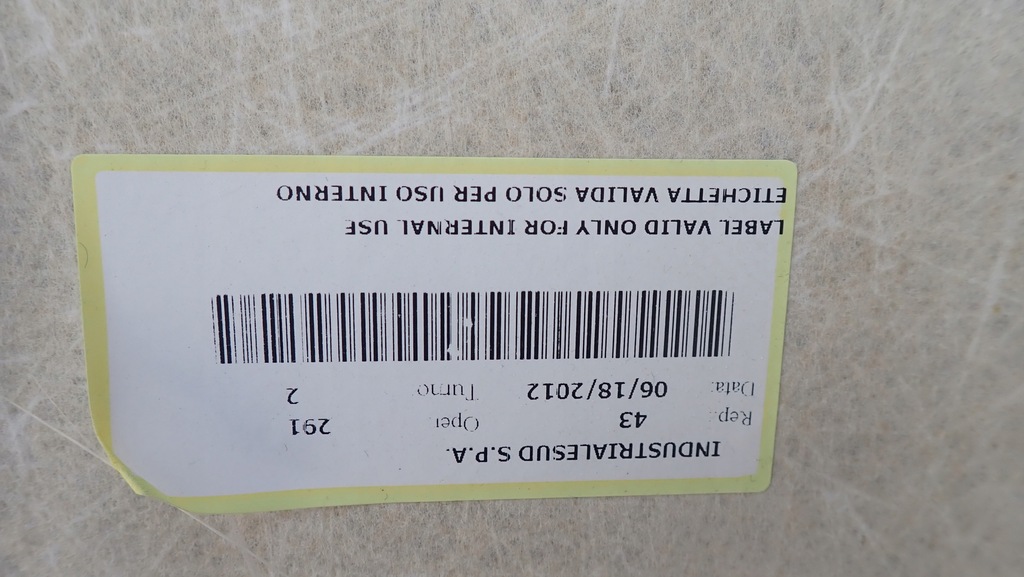 INDUSTRIALESUD S.P.A.
Rep.: 43 Oper 291
Data: 06/18/2012 Turno 2
LABEL VALID ONLY FOR INTERNAL USE
ETICHETTA VALIDA SOLO PER USO INTERNO